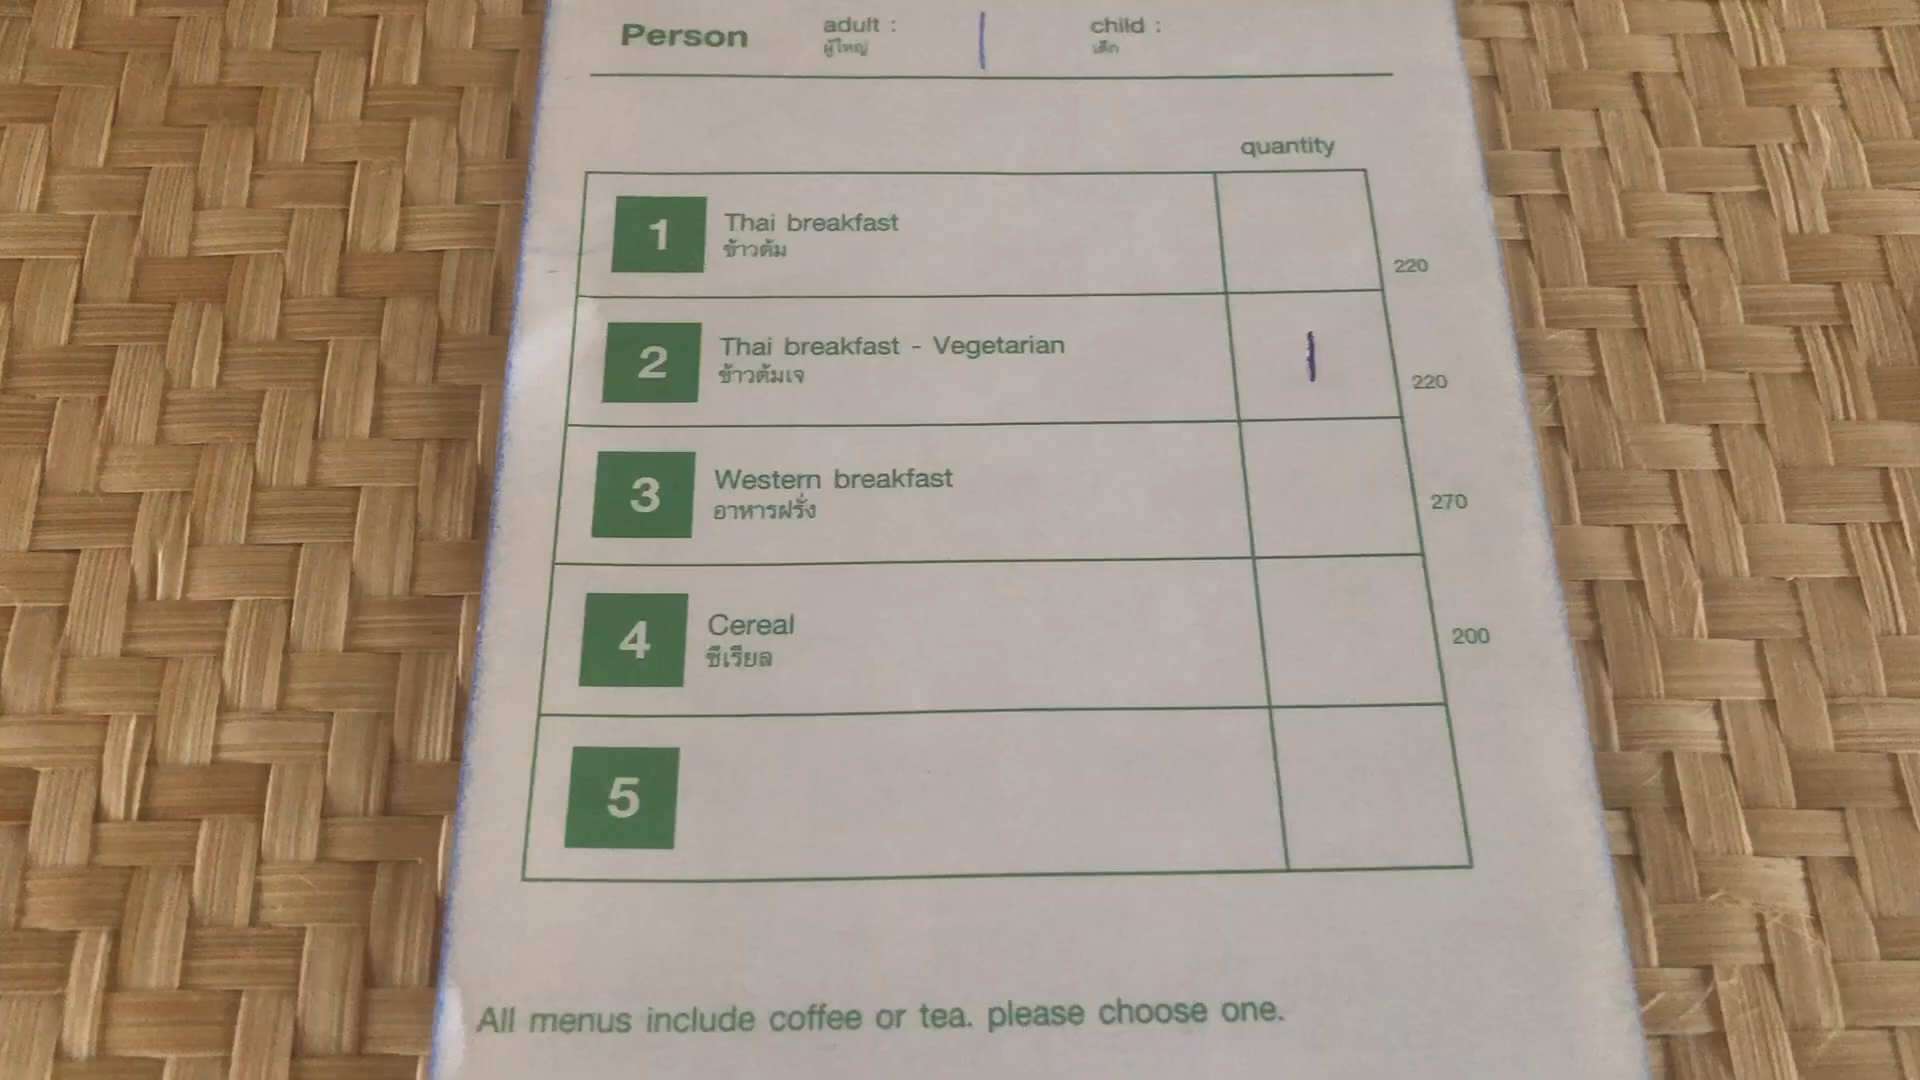 Person adult : 1 child :
ผู้ใหญ่ เด็ก
quantity
1 Thai breakfast
ข้าวต้ม
220
2 Thai breakfast - Vegetarian 1
ข้าวต้มเจ
220
3 Western breakfast
อาหารฝรั่ง
270
4 Cereal
ซีเรียล
200
5
All menus include coffee or tea. please choose one.